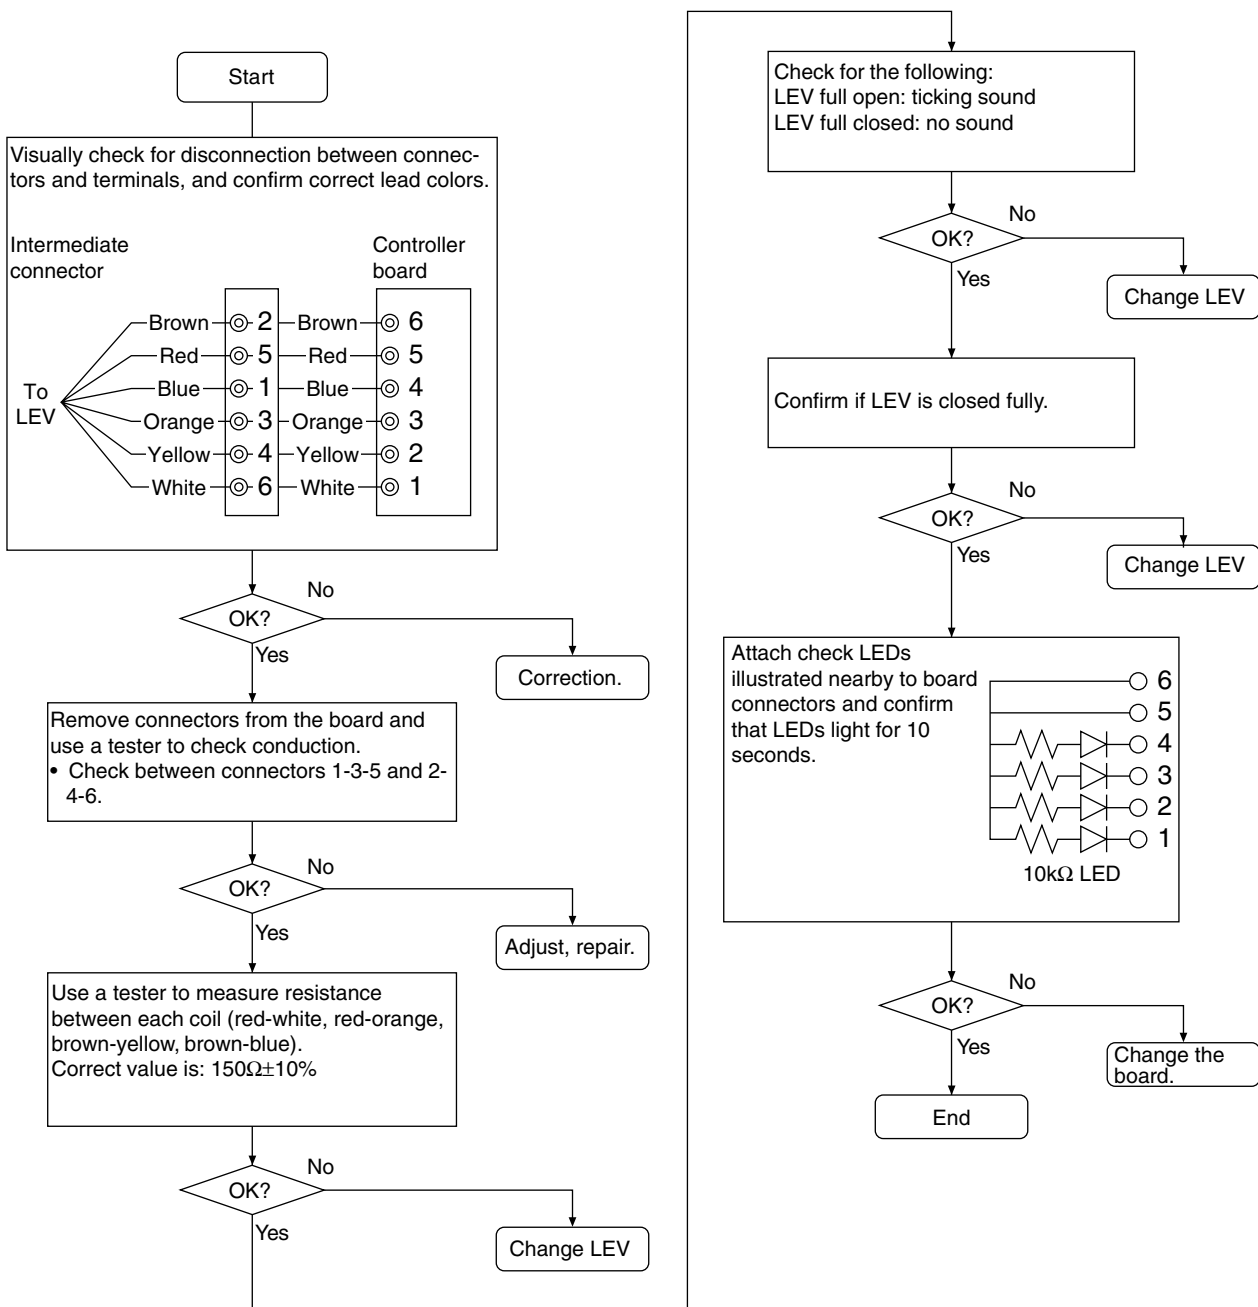 Start
Visually check for disconnection between connec-
tors and terminals, and confirm correct lead colors.
Intermediate
connector
Controller
board
To
LEV
Brown 2 Brown 6
Red 5 Red 5
Blue 1 Blue 4
Orange 3 Orange 3
Yellow 4 Yellow 2
White 6 White 1
OK?
No
Yes
Correction.
Remove connectors from the board and
use a tester to check conduction.
• Check between connectors 1-3-5 and 2-
4-6.
OK?
No
Yes
Adjust, repair.
Use a tester to measure resistance
between each coil (red-white, red-orange,
brown-yellow, brown-blue).
Correct value is: 150Ω±10%
OK?
No
Yes
Change LEV
Check for the following:
LEV full open: ticking sound
LEV full closed: no sound
OK?
No
Yes
Change LEV
Confirm if LEV is closed fully.
OK?
No
Yes
Change LEV
Attach check LEDs
illustrated nearby to board
connectors and confirm
that LEDs light for 10
seconds.
6
5
4
3
2
1
10kΩ LED
OK?
No
Yes
Change the
board.
End